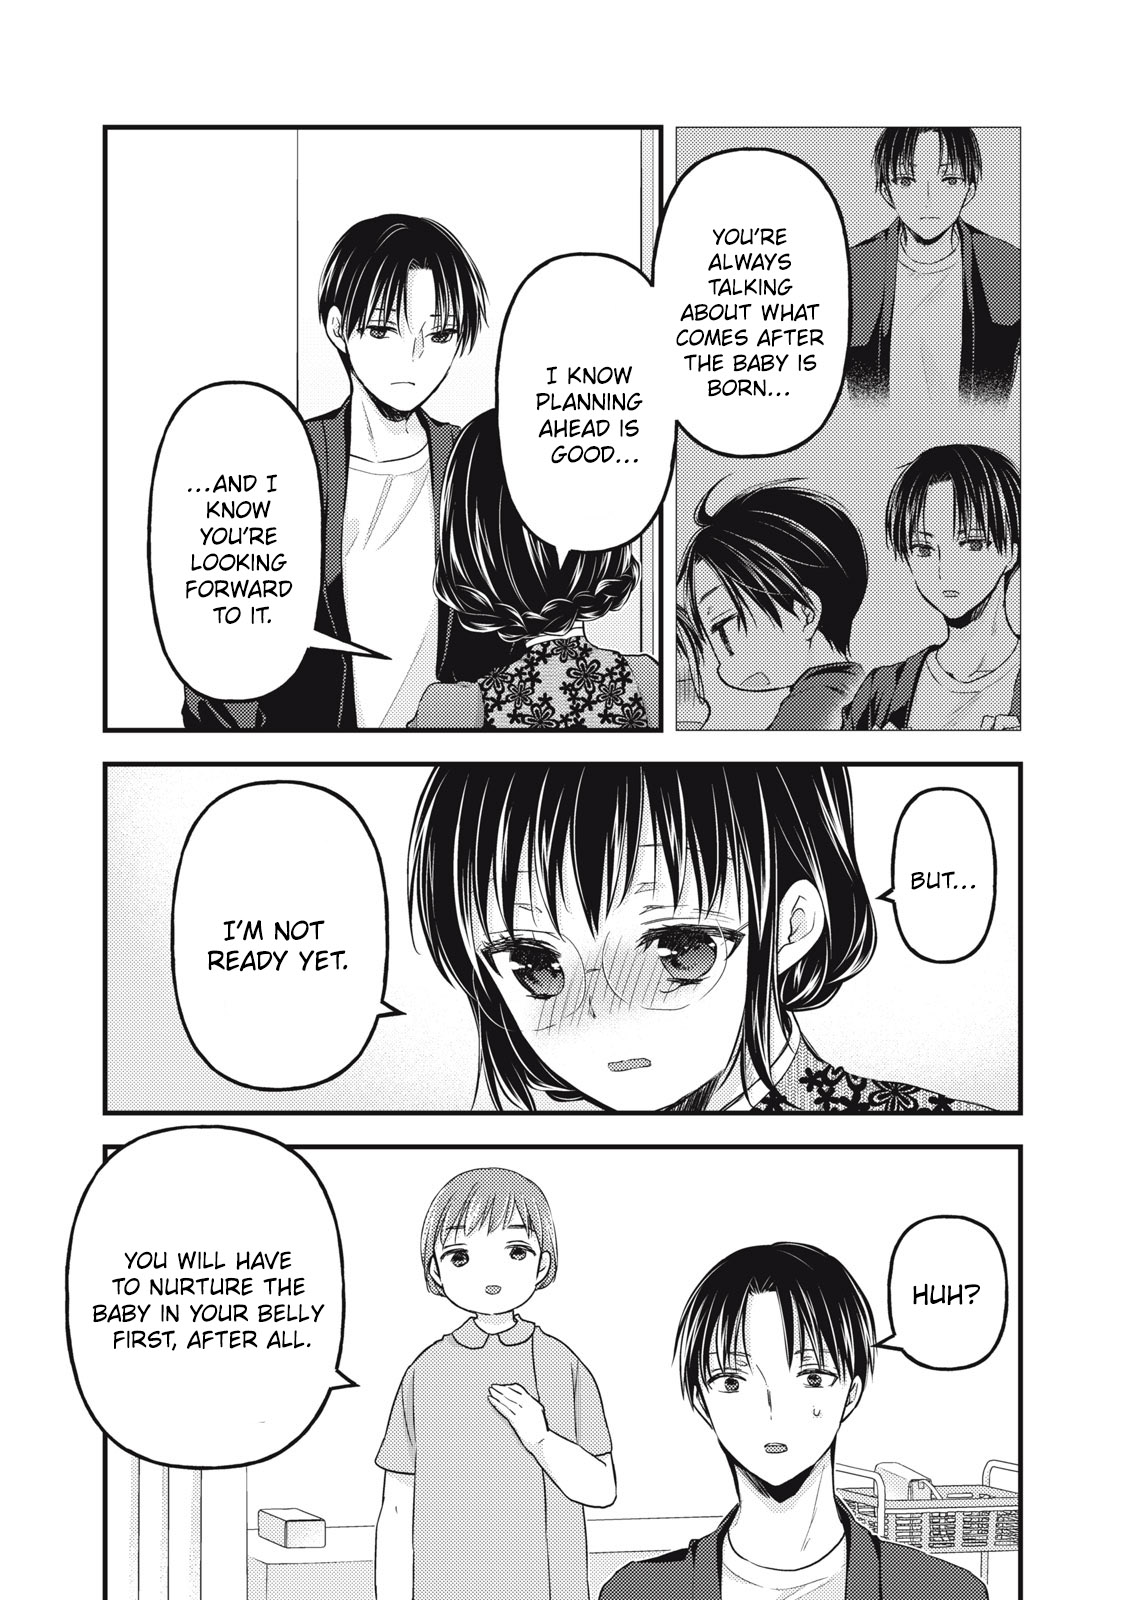 YOU'RE
ALWAYS
TALKING
ABOUT WHAT
COMES AFTER
THE BABY IS
BORN...
I KNOW
PLANNING
AHEAD IS
GOOD...
...AND I
KNOW
YOU'RE
LOOKING
FORWARD
TO IT.
BUT...
I'M NOT
READY YET.
HUH?
YOU WILL HAVE
TO NURTURE THE
BABY IN YOUR BELLY
FIRST, AFTER ALL.